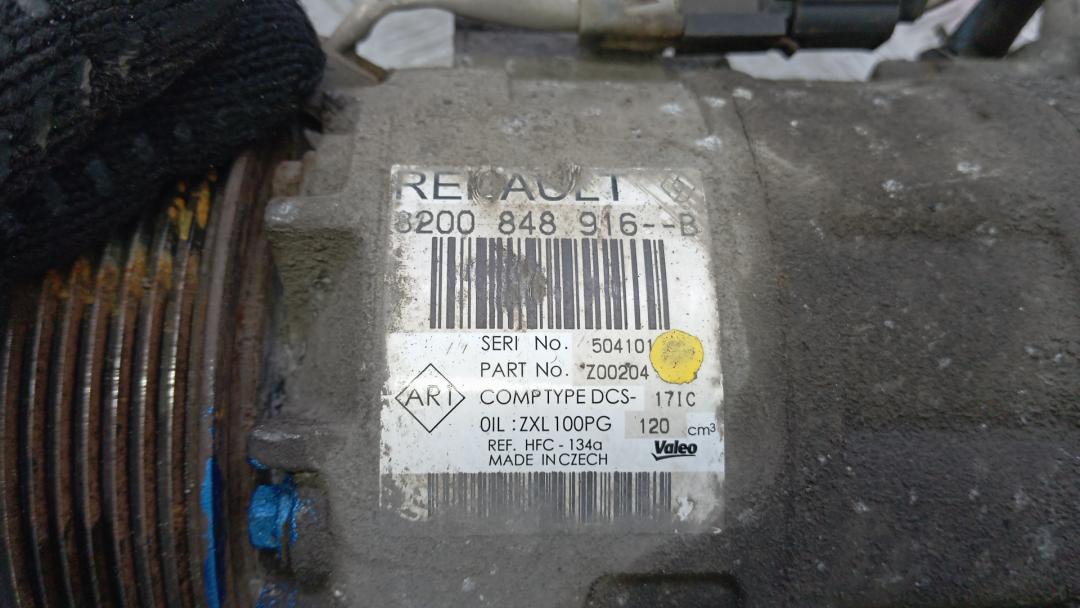 RENAULT
8200 848 916--B
SERI No. 504101
PART No. Z00204
ARI COMPTYPE DCS- 17IC
OIL :ZXL100PG 120 cm³
REF. HFC - 134a
MADE IN CZECH Valeo